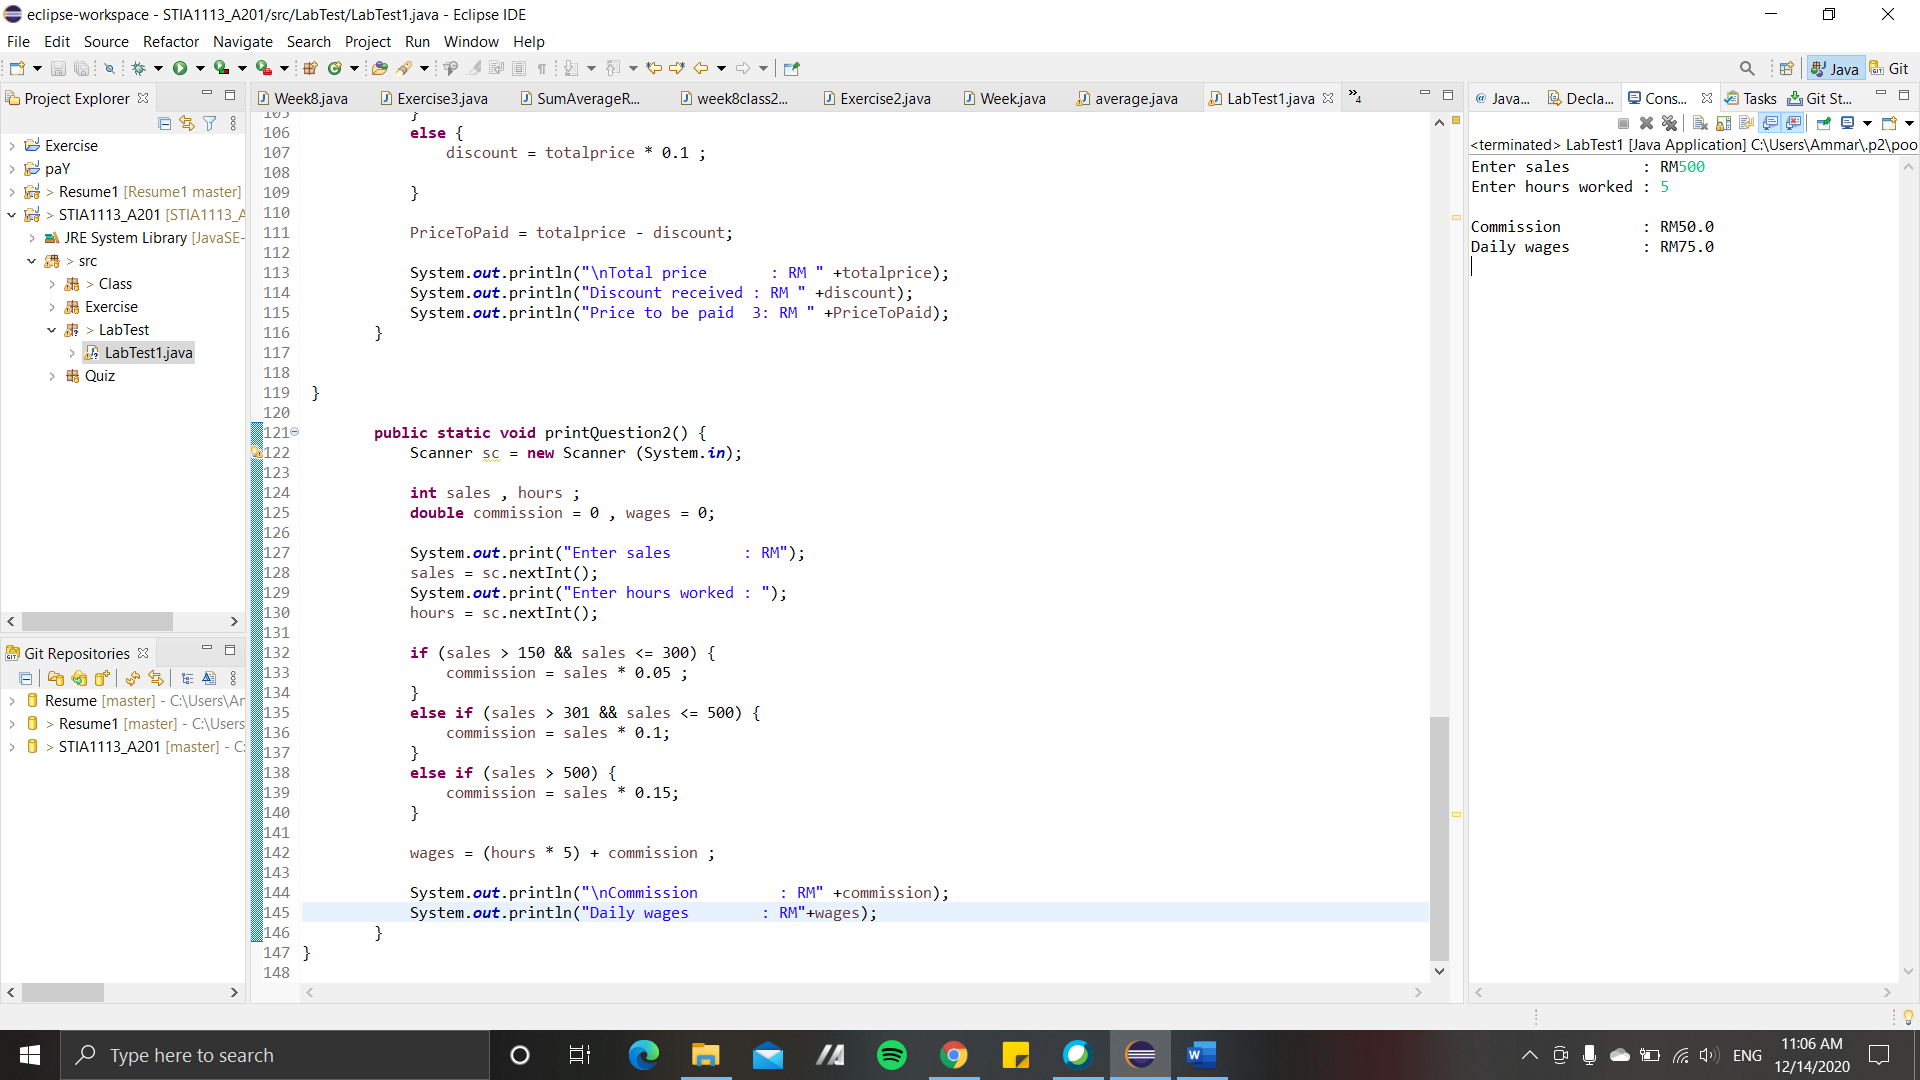 eclipse-workspace - STIA1113_A201/src/LabTest/LabTest1.java - Eclipse IDE
File Edit Source Refactor Navigate Search Project Run Window Help
Java Git
Project Explorer
Exercise
paY
> Resume1 [Resume1 master]
> STIA1113_A201 [STIA1113_A
JRE System Library [JavaSE-
> src
> Class
Exercise
> LabTest
LabTest1.java
Quiz
Git Repositories
Resume [master] - C:\Users\Ar
> Resume1 [master] - C:\Users
> STIA1113_A201 [master] - C:
Week8.java Exercise3.java SumAverageR... week8class2... Exercise2.java Week.java average.java LabTest1.java »4
105 }
106 else {
107 discount = totalprice * 0.1 ;
108
109 }
110
111 PriceToPaid = totalprice - discount;
112
113 System.out.println("\nTotal price       : RM " +totalprice);
114 System.out.println("Discount received : RM " +discount);
115 System.out.println("Price to be paid  3: RM " +PriceToPaid);
116 }
117
118
119 }
120
121 public static void printQuestion2() {
122 Scanner sc = new Scanner (System.in);
123
124 int sales , hours ;
125 double commission = 0 , wages = 0;
126
127 System.out.print("Enter sales        : RM");
128 sales = sc.nextInt();
129 System.out.print("Enter hours worked : ");
130 hours = sc.nextInt();
131
132 if (sales > 150 && sales <= 300) {
133 commission = sales * 0.05 ;
134 }
135 else if (sales > 301 && sales <= 500) {
136 commission = sales * 0.1;
137 }
138 else if (sales > 500) {
139 commission = sales * 0.15;
140 }
141
142 wages = (hours * 5) + commission ;
143
144 System.out.println("\nCommission         : RM" +commission);
145 System.out.println("Daily wages        : RM"+wages);
146 }
147 }
148
@ Java... Decla... Cons... Tasks Git St...
<terminated> LabTest1 [Java Application] C:\Users\Ammar\.p2\poo
Enter sales        : RM500
Enter hours worked : 5
Commission         : RM50.0
Daily wages        : RM75.0
Type here to search
ENG
11:06 AM
12/14/2020